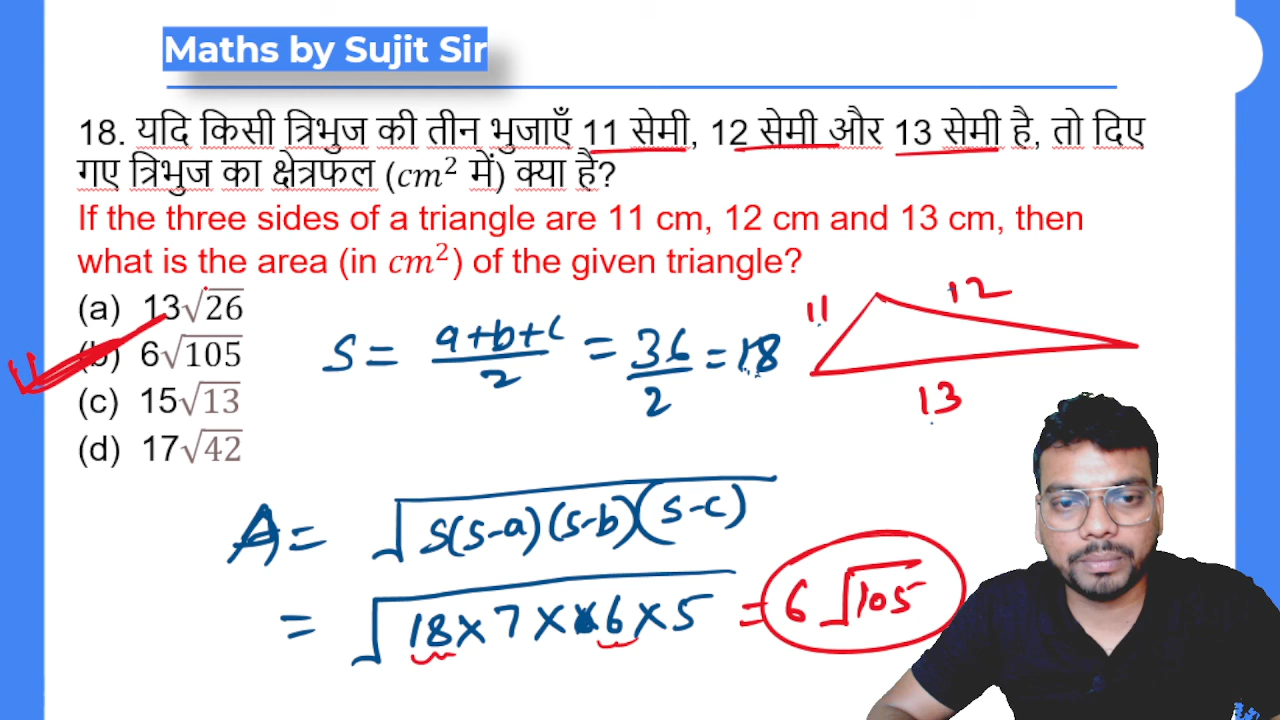 Maths by Sujit Sir
18. यदि किसी त्रिभुज की तीन भुजाएँ 11 सेमी, 12 सेमी और 13 सेमी है, तो दिए
गए त्रिभुज का क्षेत्रफल (cm² में) क्या है?
If the three sides of a triangle are 11 cm, 12 cm and 13 cm, then
what is the area (in cm²) of the given triangle?
(a) 13√26
(b) 6√105
(c) 15√13
(d) 17√42
S = (a+b+c)/2 = 36/2 = 18
11
12
13
A = √(s(s-a)(s-b)(s-c))
= √(18×7×6×5) = 6√105